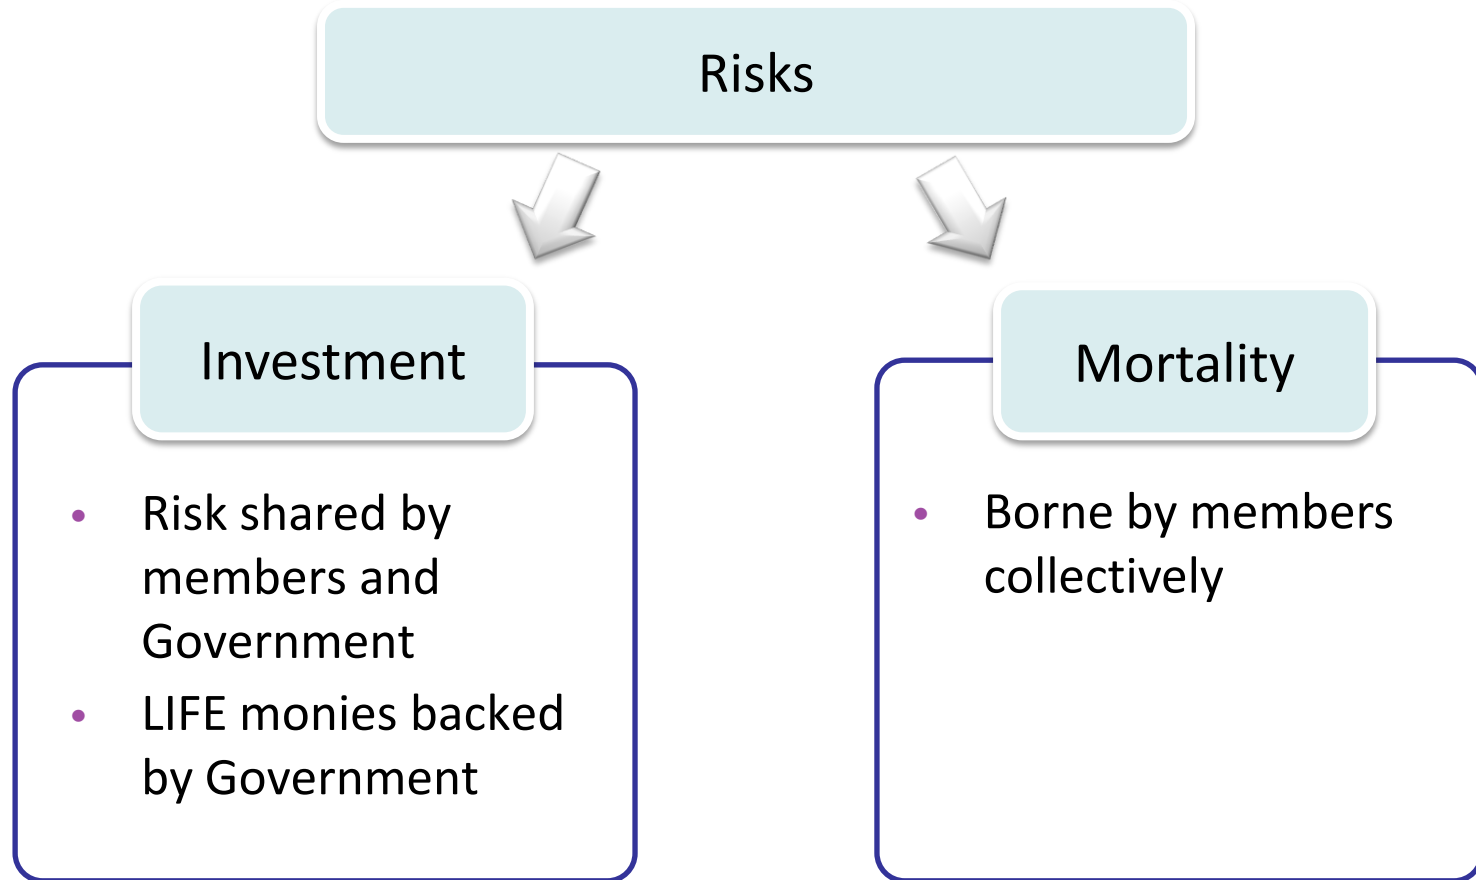 Risks
Investment
• Risk shared by
members and
Government
• LIFE monies backed
by Government
Mortality
• Borne by members
collectively